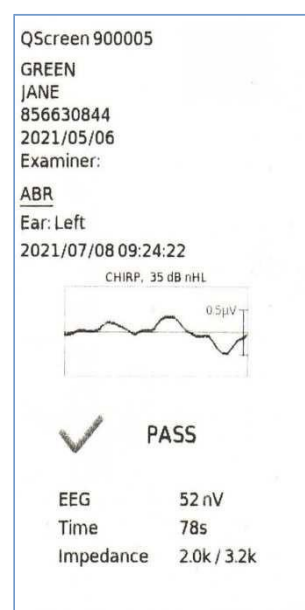 QScreen 900005
GREEN
JANE
856630844
2021/05/06
Examiner:
ABR
Ear: Left
2021/07/08 09:24:22
CHIRP, 35 dB nHL
0.5µV
PASS
EEG 52 nV
Time 78s
Impedance 2.0k / 3.2k